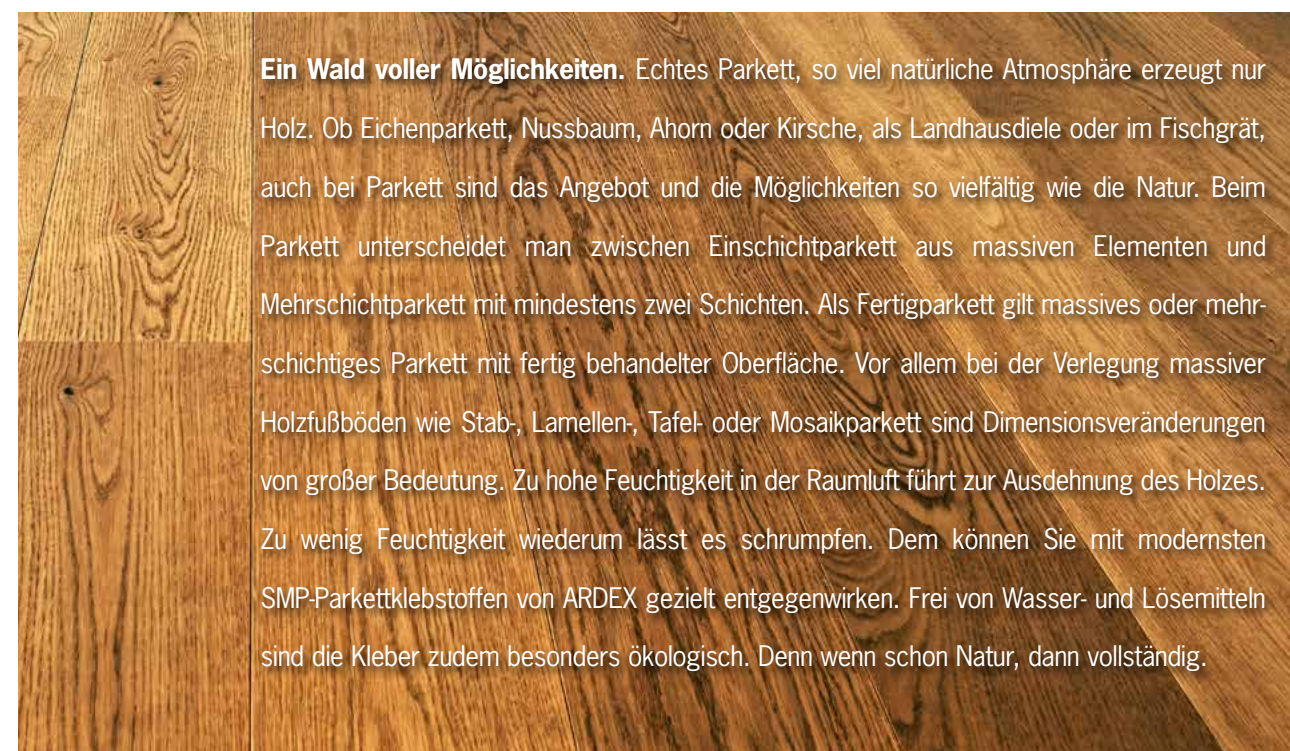 Ein Wald voller Möglichkeiten. Echtes Parkett, so viel natürliche Atmosphäre erzeugt nur
Holz. Ob Eichenparkett, Nussbaum, Ahorn oder Kirsche, als Landhausdiele oder im Fischgrät,
auch bei Parkett sind das Angebot und die Möglichkeiten so vielfältig wie die Natur. Beim
Parkett unterscheidet man zwischen Einschichtparkett aus massiven Elementen und
Mehrschichtparkett mit mindestens zwei Schichten. Als Fertigparkett gilt massives oder mehr-
schichtiges Parkett mit fertig behandelter Oberfläche. Vor allem bei der Verlegung massiver
Holzfußböden wie Stab-, Lamellen-, Tafel- oder Mosaikparkett sind Dimensionsveränderungen
von großer Bedeutung. Zu hohe Feuchtigkeit in der Raumluft führt zur Ausdehnung des Holzes.
Zu wenig Feuchtigkeit wiederum lässt es schrumpfen. Dem können Sie mit modernsten
SMP-Parkettklebstoffen von ARDEX gezielt entgegenwirken. Frei von Wasser- und Lösemitteln
sind die Kleber zudem besonders ökologisch. Denn wenn schon Natur, dann vollständig.